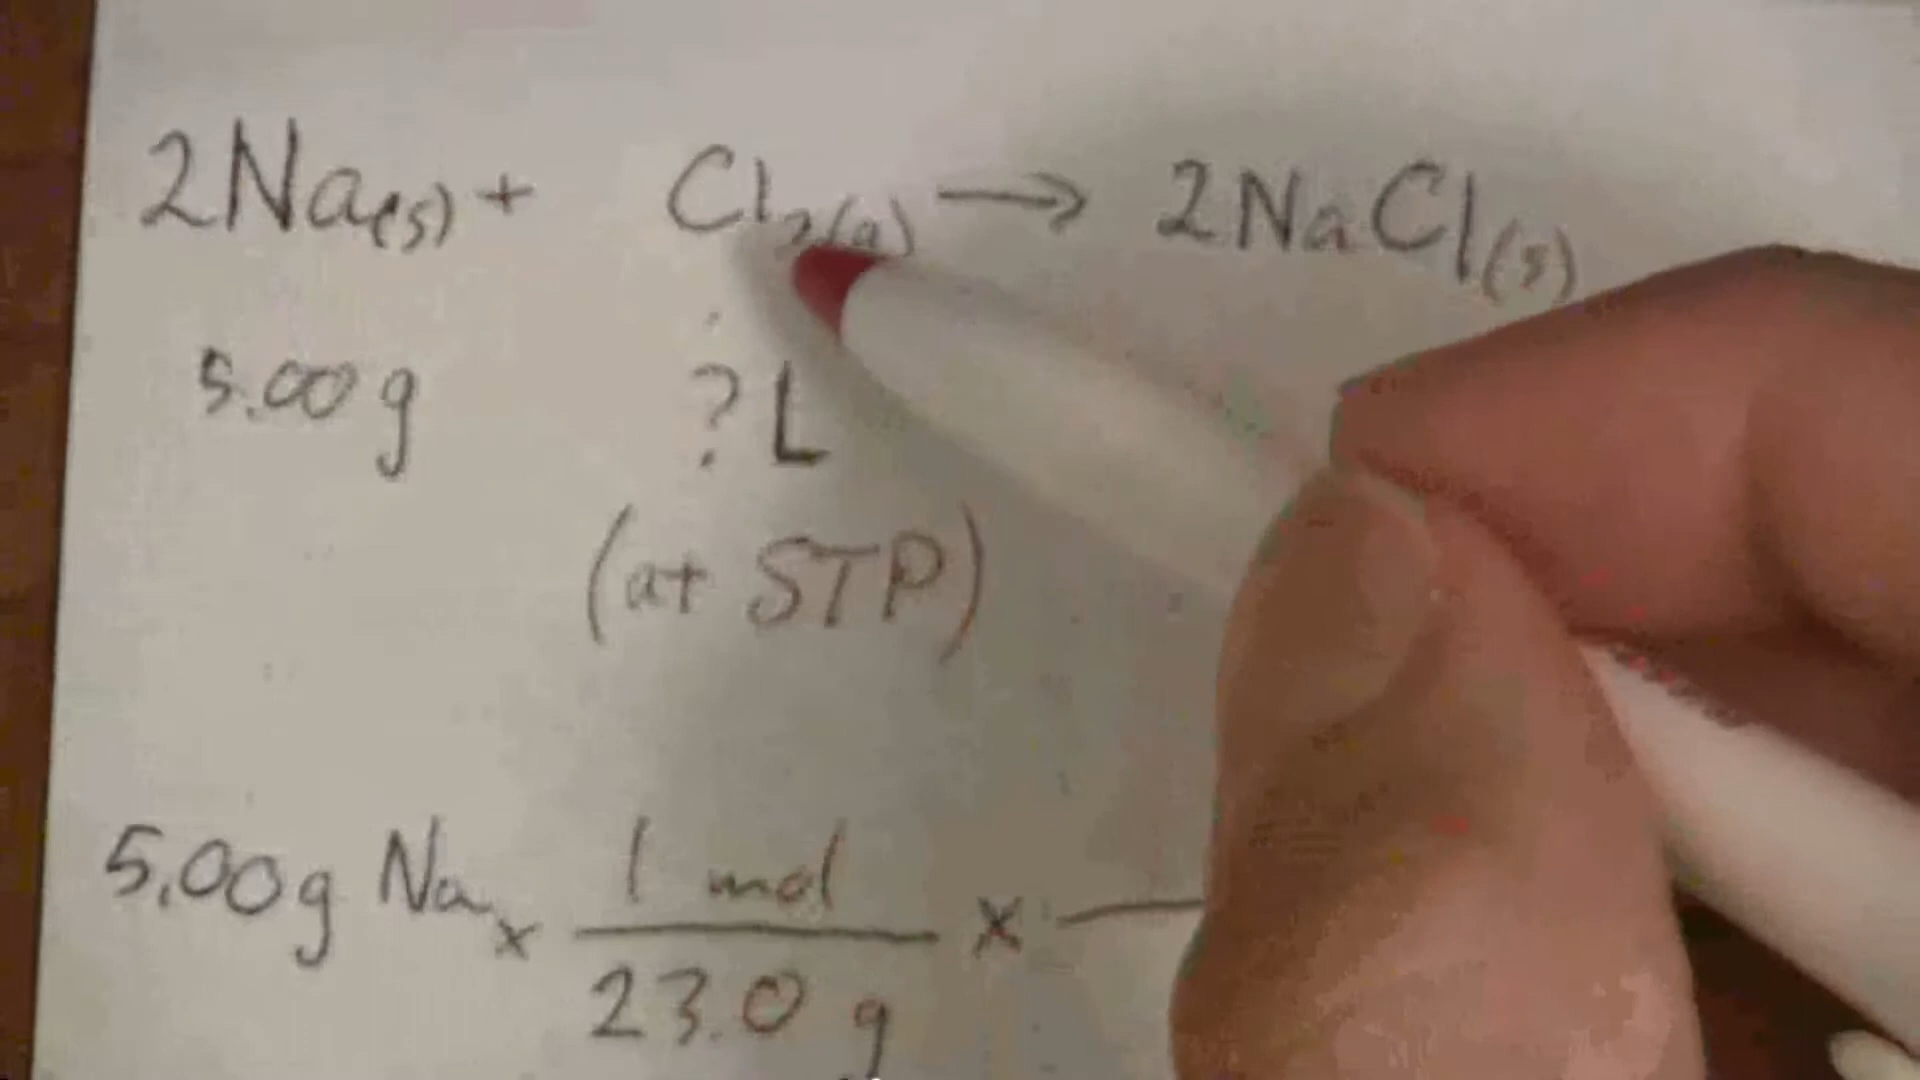 2Na(s) + Cl₂(g) → 2NaCl(s)
5.00 g ? L
(at STP)
5.00g Na x 1 mol / 23.0 g x